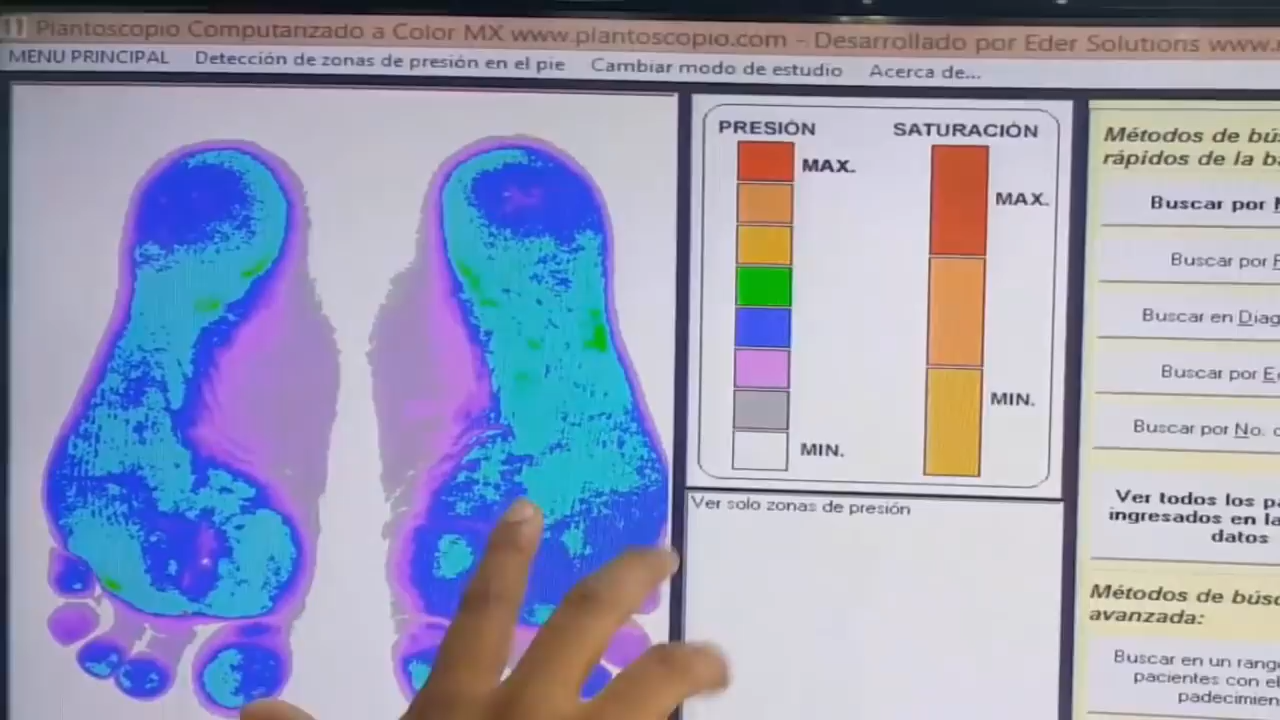 Plantoscopio Computarizado a Color MX www.plantoscopio.com - Desarrollado por Eder Solutions www.
MENU PRINCIPAL Detección de zonas de presión en el pie Cambiar modo de estudio Acerca de...
PRESIÓN
MAX.
MIN.
SATURACIÓN
MAX.
MIN.
Ver solo zonas de presión
Métodos de bús
rápidos de la ba
Buscar por
Buscar por
Buscar en Diag
Buscar por
Buscar por No.
Ver todos los pa
ingresados en la
datos
Métodos de búsq
avanzada:
Buscar en un rang
pacientes con el
padecimien